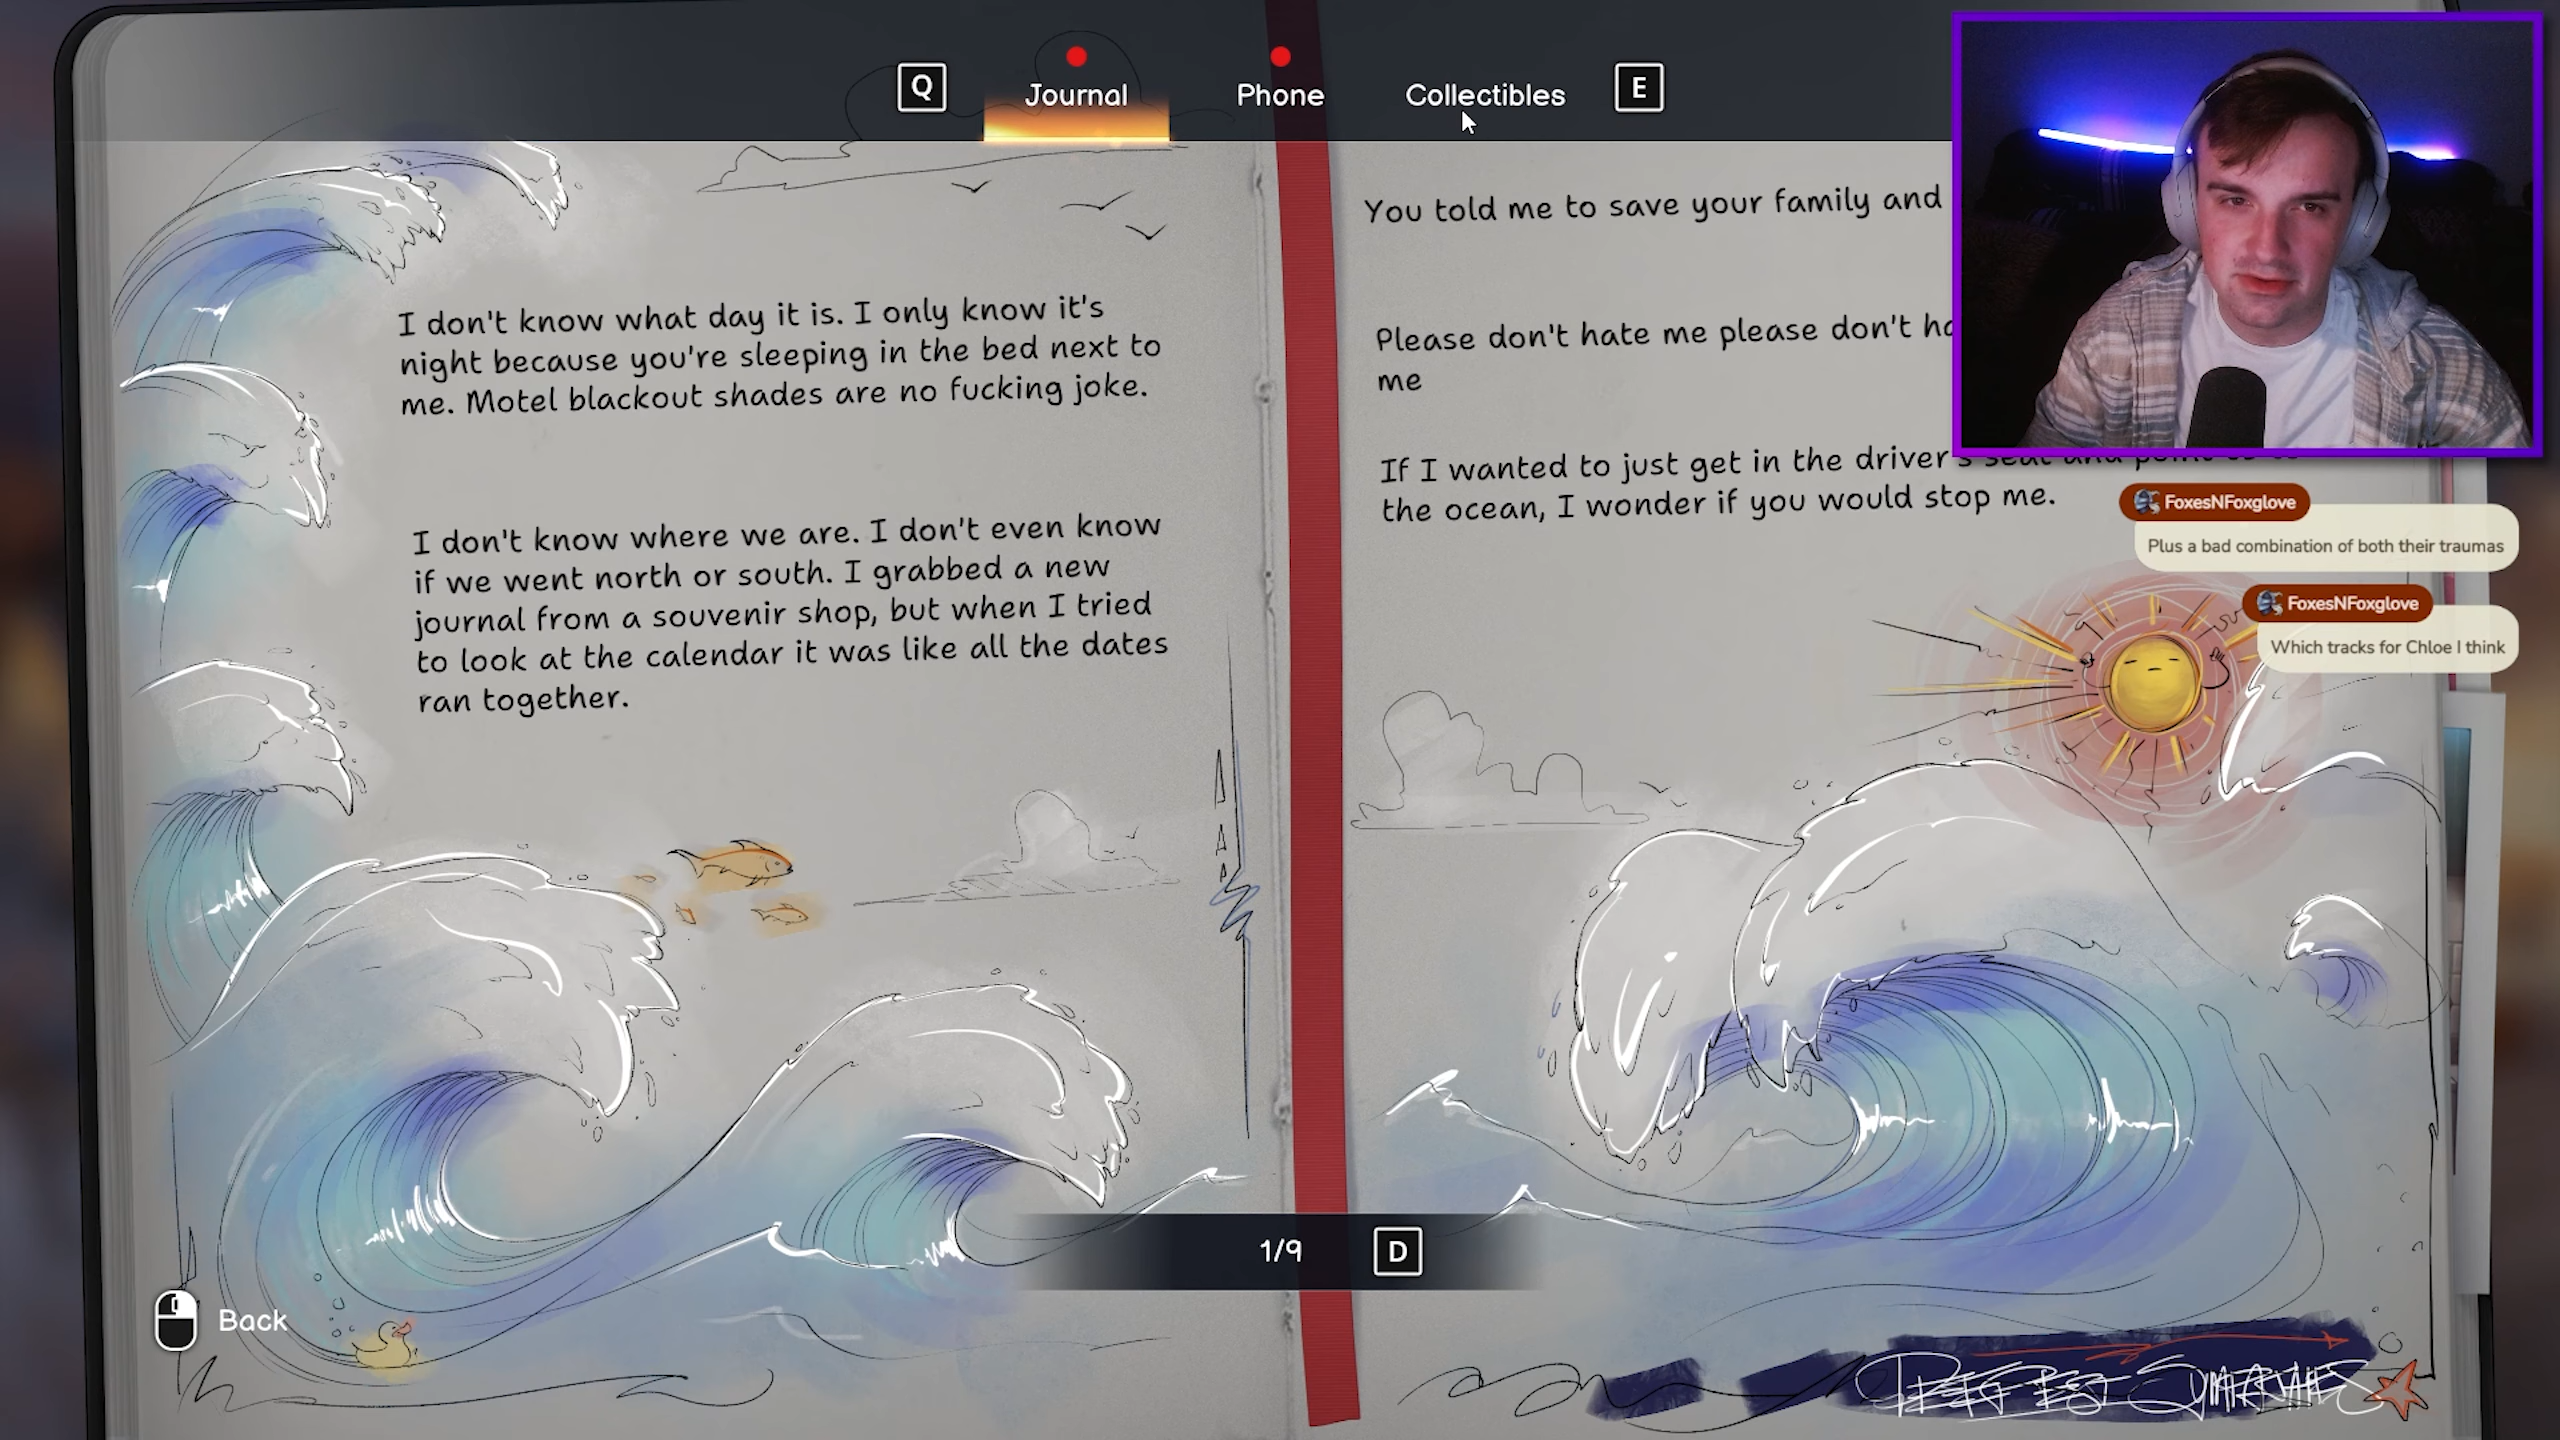 Q
Journal
Phone
Collectibles
E
I don't know what day it is. I only know it's
night because you're sleeping in the bed next to
me. Motel blackout shades are no fucking joke.
I don't know where we are. I don't even know
if we went north or south. I grabbed a new
journal from a souvenir shop, but when I tried
to look at the calendar it was like all the dates
ran together.
You told me to save your family and
Please don't hate me please don't
me
If I wanted to just get in the driver's seat and point us to
the ocean, I wonder if you would stop me.
FoxesNFoxglove
Plus a bad combination of both their traumas
FoxesNFoxglove
Which tracks for Chloe I think
1/9
D
Back